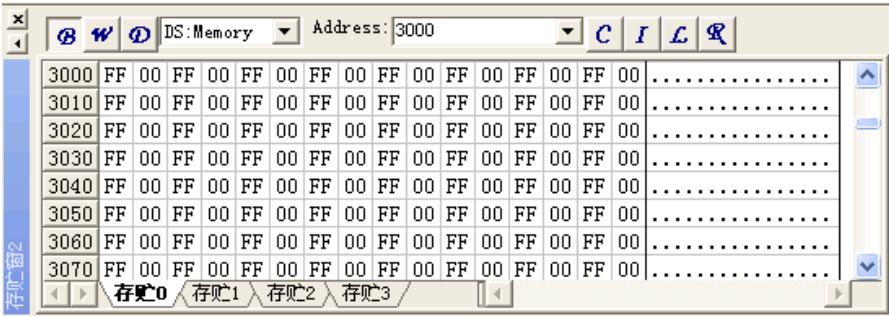 B W D DS:Memory Address: 3000 C I L R
3000 FF 00 FF 00 FF 00 FF 00 FF 00 FF 00 FF 00 FF 00 ................
3010 FF 00 FF 00 FF 00 FF 00 FF 00 FF 00 FF 00 FF 00 ................
3020 FF 00 FF 00 FF 00 FF 00 FF 00 FF 00 FF 00 FF 00 ................
3030 FF 00 FF 00 FF 00 FF 00 FF 00 FF 00 FF 00 FF 00 ................
3040 FF 00 FF 00 FF 00 FF 00 FF 00 FF 00 FF 00 FF 00 ................
3050 FF 00 FF 00 FF 00 FF 00 FF 00 FF 00 FF 00 FF 00 ................
3060 FF 00 FF 00 FF 00 FF 00 FF 00 FF 00 FF 00 FF 00 ................
3070 FF 00 FF 00 FF 00 FF 00 FF 00 FF 00 FF 00 FF 00 ................
存贮0 存贮1 存贮2 存贮3
存贮窗2